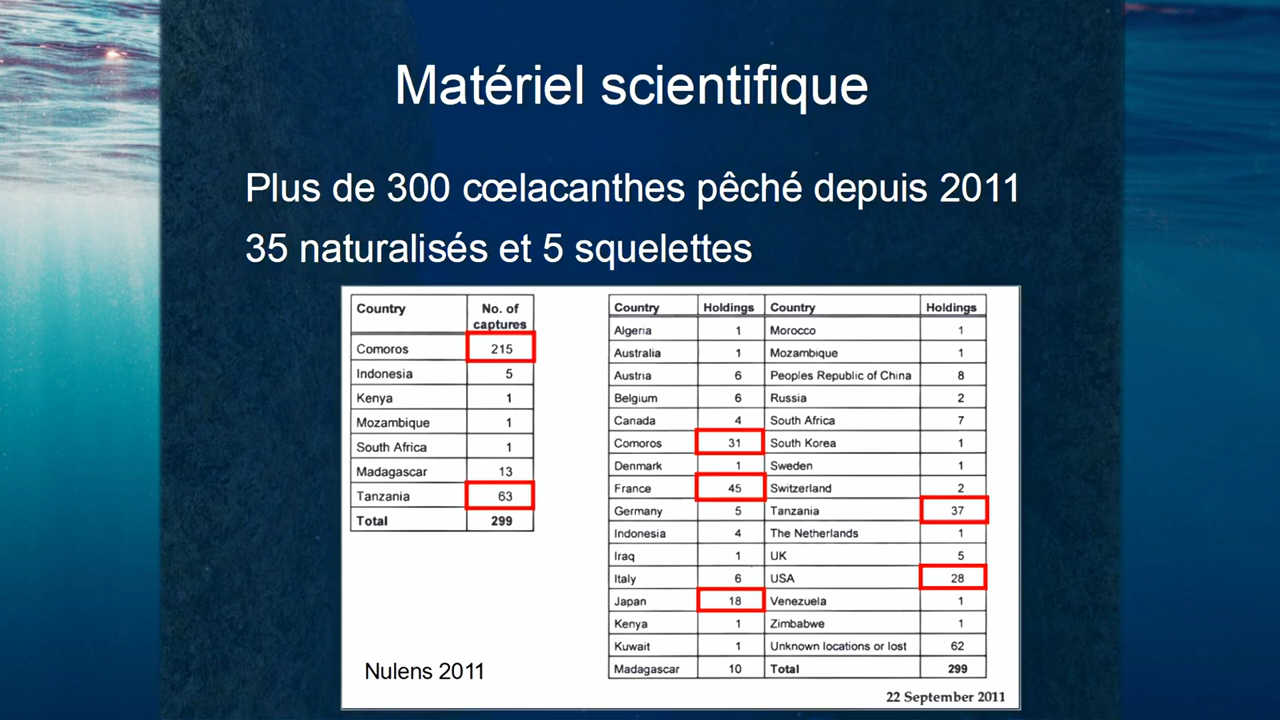 Matériel scientifique
Plus de 300 cœlacanthes pêché depuis 2011
35 naturalisés et 5 squelettes
Country No. of captures
Comoros 215
Indonesia 5
Kenya 1
Mozambique 1
South Africa 1
Madagascar 13
Tanzania 63
Total 299
Country Holdings Country Holdings
Algeria 1 Morocco 1
Australia 1 Mozambique 1
Austria 6 Peoples Republic of China 8
Belgium 6 Russia 2
Canada 4 South Africa 7
Comoros 31 South Korea 1
Denmark 1 Sweden 1
France 45 Switzerland 2
Germany 5 Tanzania 37
Indonesia 4 The Netherlands 1
Iraq 1 UK 5
Italy 6 USA 28
Japan 18 Venezuela 1
Kenya 1 Zimbabwe 1
Kuwait 1 Unknown locations or lost 62
Madagascar 10 Total 299
Nulens 2011
22 September 2011